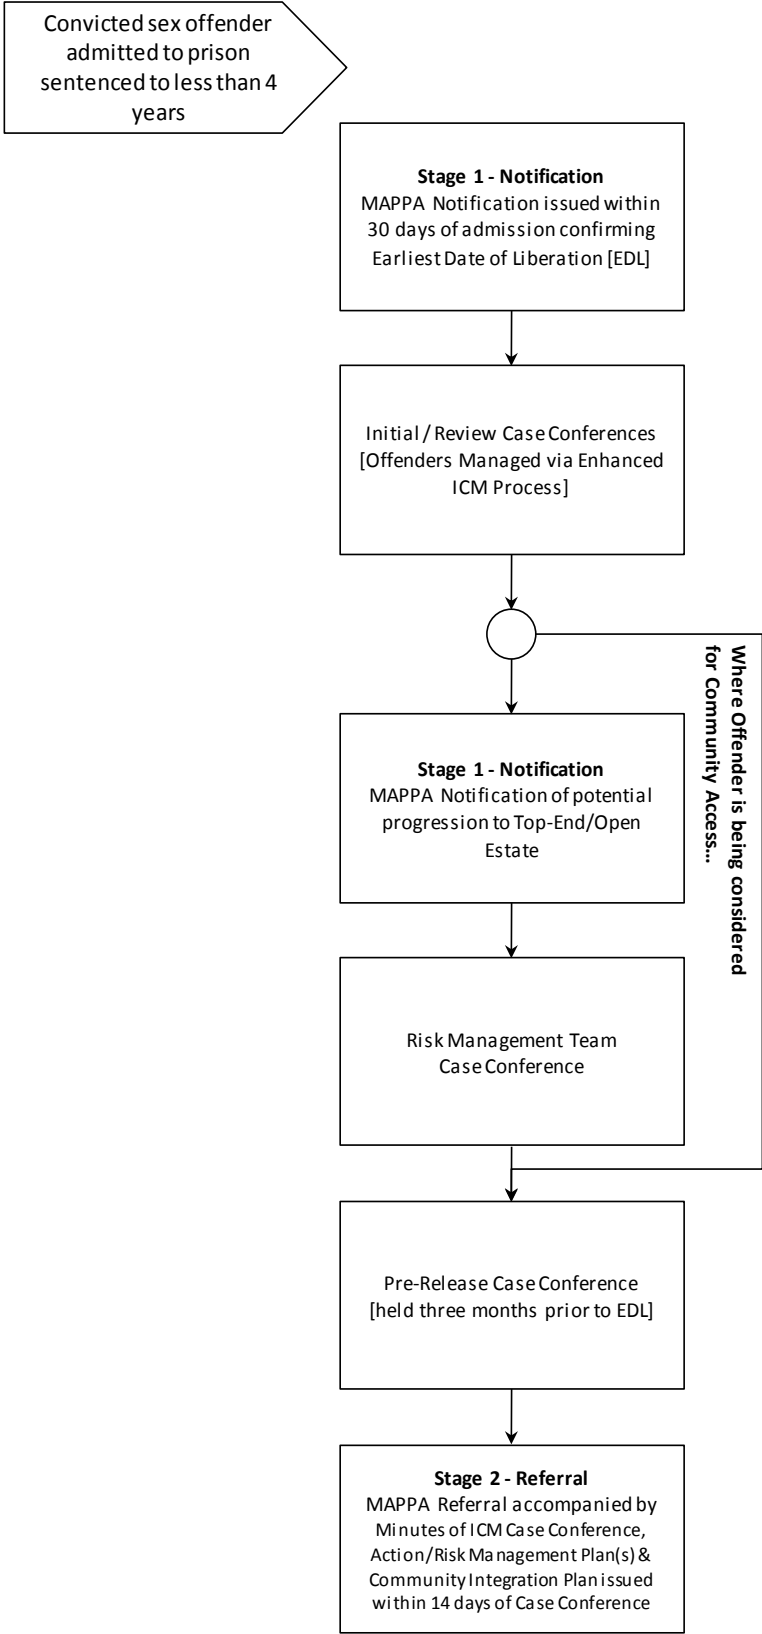 Convicted sex offender
admitted to prison
sentenced to less than 4
years
Stage 1 - Notification
MAPPA Notification issued within
30 days of admission confirming
Earliest Date of Liberation [EDL]
Initial / Review Case Conferences
[Offenders Managed via Enhanced
ICM Process]
Where Offender is being considered
for Community Access...
Stage 1 - Notification
MAPPA Notification of potential
progression to Top-End/Open
Estate
Risk Management Team
Case Conference
Pre-Release Case Conference
[held three months prior to EDL]
Stage 2 - Referral
MAPPA Referral accompanied by
Minutes of ICM Case Conference,
Action/Risk Management Plan(s) &
Community Integration Plan issued
within 14 days of Case Conference